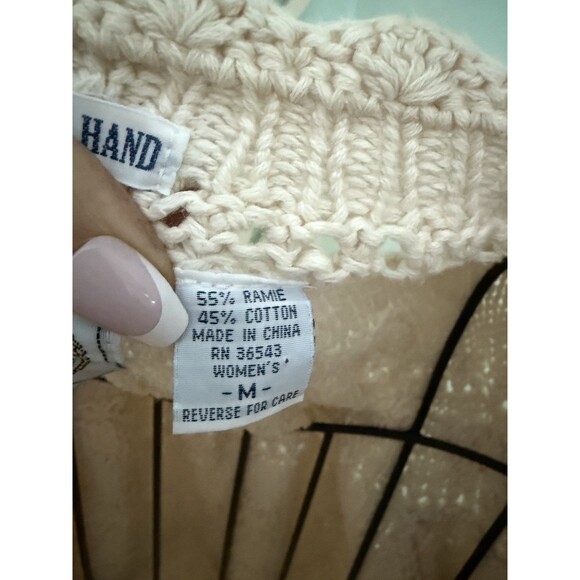 HAND
55% RAMIE
45% COTTON
MADE IN CHINA
RN 36543
WOMEN'S
- M -
REVERSE FOR CARE